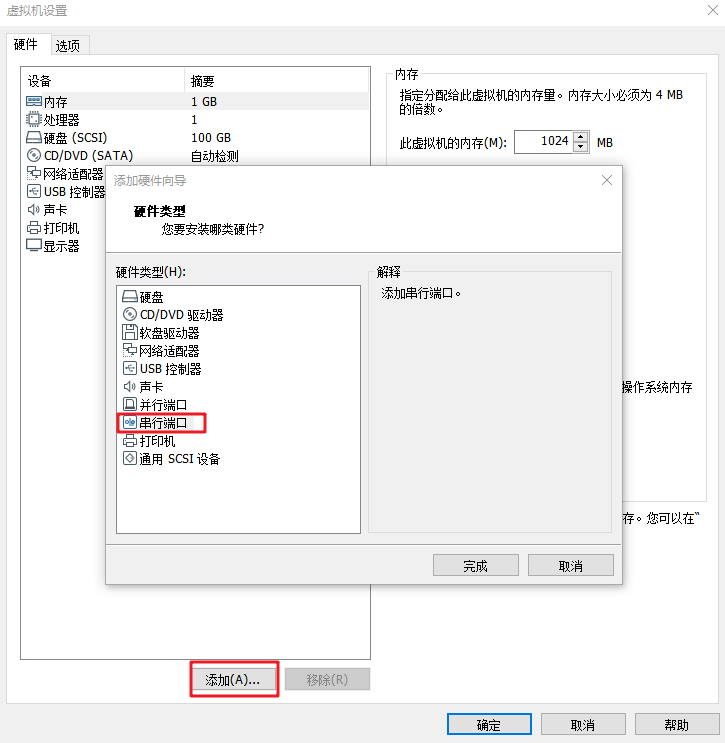 虚拟机设置
硬件 选项
设备 摘要
内存 1 GB
处理器 1
硬盘 (SCSI) 100 GB
CD/DVD (SATA) 自动检测
网络适配器
USB 控制器
声卡
打印机
显示器
内存
指定分配给此虚拟机的内存量。内存大小必须为 4 MB
的倍数。
此虚拟机的内存(M): 1024 MB
操作系统内存
存。您可以在“
添加硬件向导
硬件类型
您要安装哪类硬件?
硬件类型(H):
硬盘
CD/DVD 驱动器
软盘驱动器
网络适配器
USB 控制器
声卡
并行端口
串行端口
打印机
通用 SCSI 设备
解释
添加串行端口。
完成 取消
添加(A)... 移除(R)
确定 取消 帮助